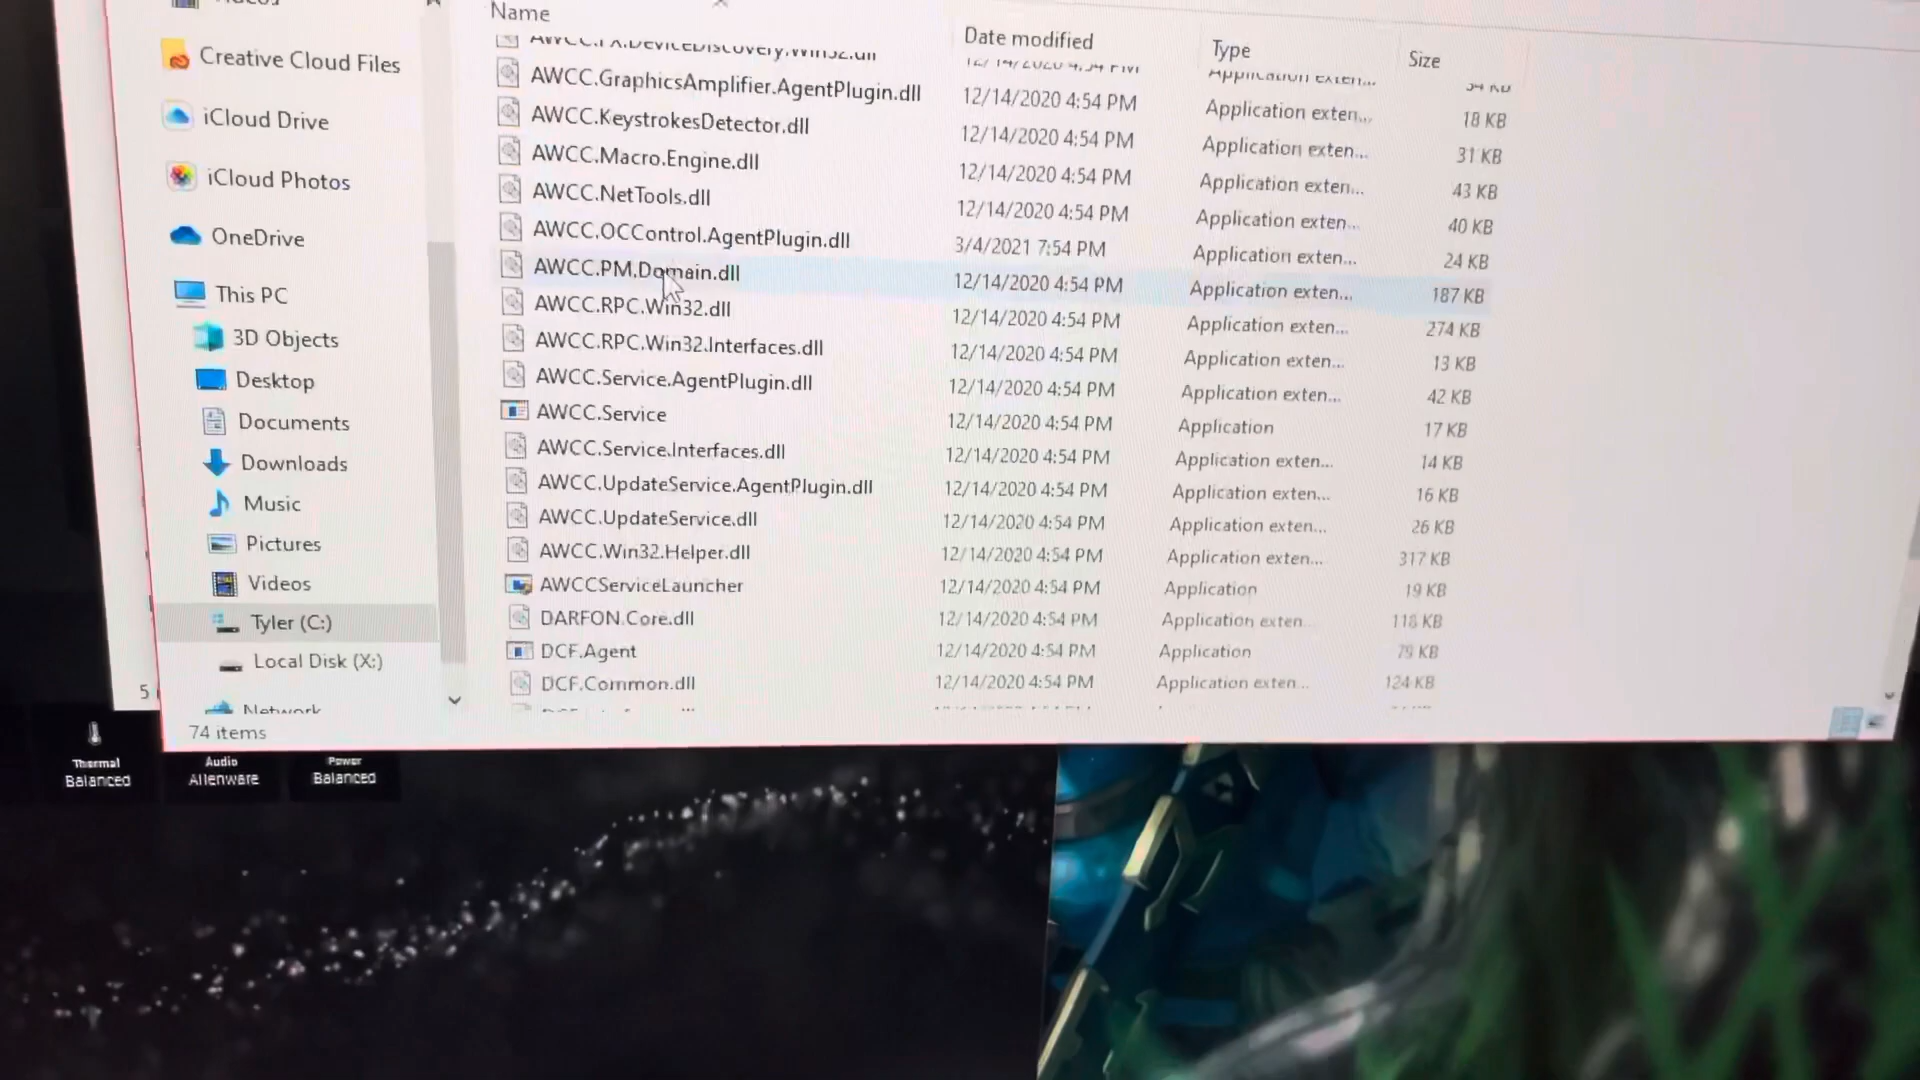 Name
Date modified
Type
Size
Creative Cloud Files
iCloud Drive
iCloud Photos
OneDrive
This PC
3D Objects
Desktop
Documents
Downloads
Music
Pictures
Videos
Tyler (C:)
Local Disk (X:)
Network
AWCC.FX.DeviceDiscovery.Win32.dll 12/14/2020 4:54 PM Application exten... 34 KB
AWCC.GraphicsAmplifier.AgentPlugin.dll 12/14/2020 4:54 PM Application exten... 18 KB
AWCC.KeystrokesDetector.dll 12/14/2020 4:54 PM Application exten... 31 KB
AWCC.Macro.Engine.dll 12/14/2020 4:54 PM Application exten... 43 KB
AWCC.NetTools.dll 12/14/2020 4:54 PM Application exten... 40 KB
AWCC.OCControl.AgentPlugin.dll 3/4/2021 7:54 PM Application exten... 24 KB
AWCC.PM.Domain.dll 12/14/2020 4:54 PM Application exten... 187 KB
AWCC.RPC.Win32.dll 12/14/2020 4:54 PM Application exten... 274 KB
AWCC.RPC.Win32.Interfaces.dll 12/14/2020 4:54 PM Application exten... 13 KB
AWCC.Service.AgentPlugin.dll 12/14/2020 4:54 PM Application exten... 42 KB
AWCC.Service 12/14/2020 4:54 PM Application 17 KB
AWCC.Service.Interfaces.dll 12/14/2020 4:54 PM Application exten... 14 KB
AWCC.UpdateService.AgentPlugin.dll 12/14/2020 4:54 PM Application exten... 16 KB
AWCC.UpdateService.dll 12/14/2020 4:54 PM Application exten... 26 KB
AWCC.Win32.Helper.dll 12/14/2020 4:54 PM Application exten... 317 KB
AWCCServiceLauncher 12/14/2020 4:54 PM Application 19 KB
DARFON.Core.dll 12/14/2020 4:54 PM Application exten... 118 KB
DCF.Agent 12/14/2020 4:54 PM Application 79 KB
DCF.Common.dll 12/14/2020 4:54 PM Application exten... 124 KB
5
74 items
Thermal
Balanced
Audio
Alienware
Power
Balanced